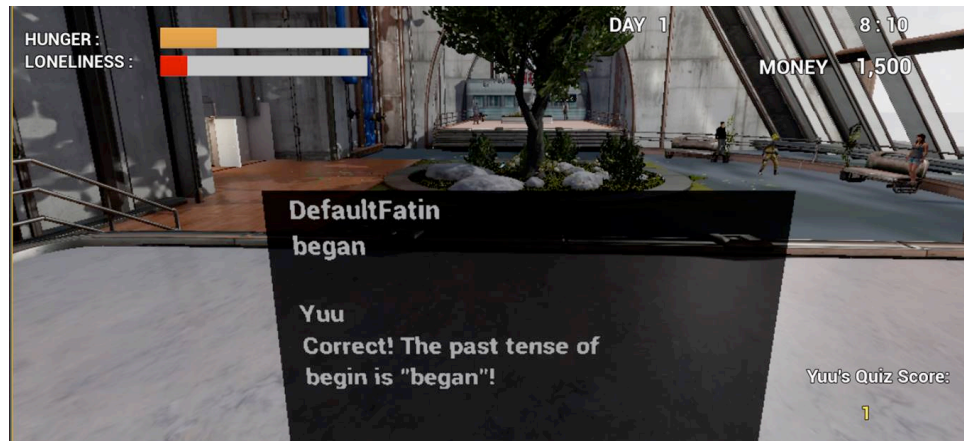 HUNGER :
LONELINESS :
DAY 1
8 : 10
MONEY 1,500
DefaultFatin
began
Yuu
Correct! The past tense of
begin is "began"!
Yuu's Quiz Score:
1